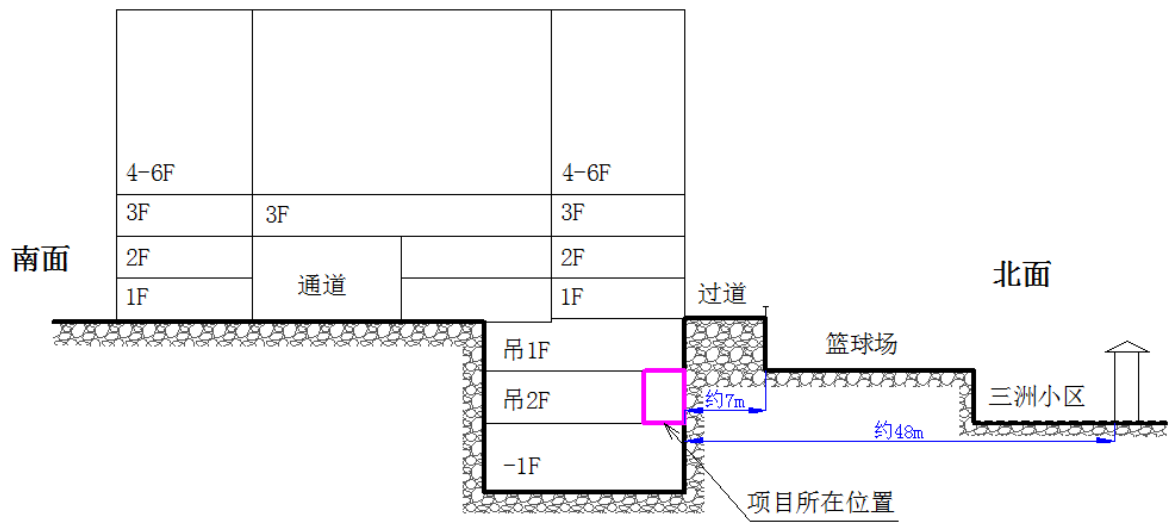 4-6F
4-6F
3F
3F
3F
南面
2F
通道
2F
北面
1F
1F
过道
吊1F
篮球场
吊2F
约7m
三洲小区
约48m
-1F
项目所在位置